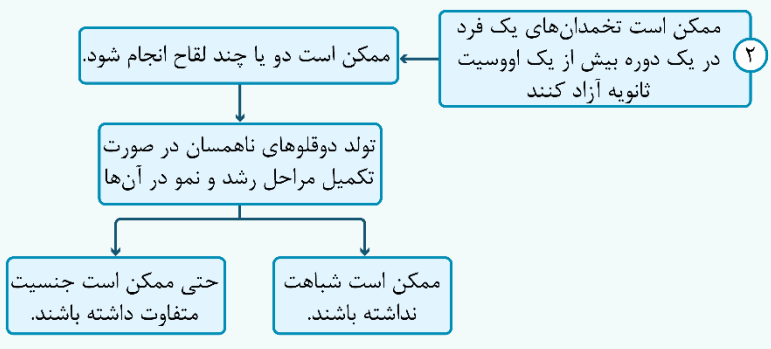 ۲
ممکن است تخمدان‌های یک فرد
در یک دوره بیش از یک اووسیت
ثانویه آزاد کنند
ممکن است دو یا چند لقاح انجام شود.
تولد دوقلوهای ناهمسان در صورت
تکمیل مراحل رشد و نمو در آن‌ها
ممکن است شباهت
نداشته باشند.
حتی ممکن است جنسیت
متفاوت داشته باشند.